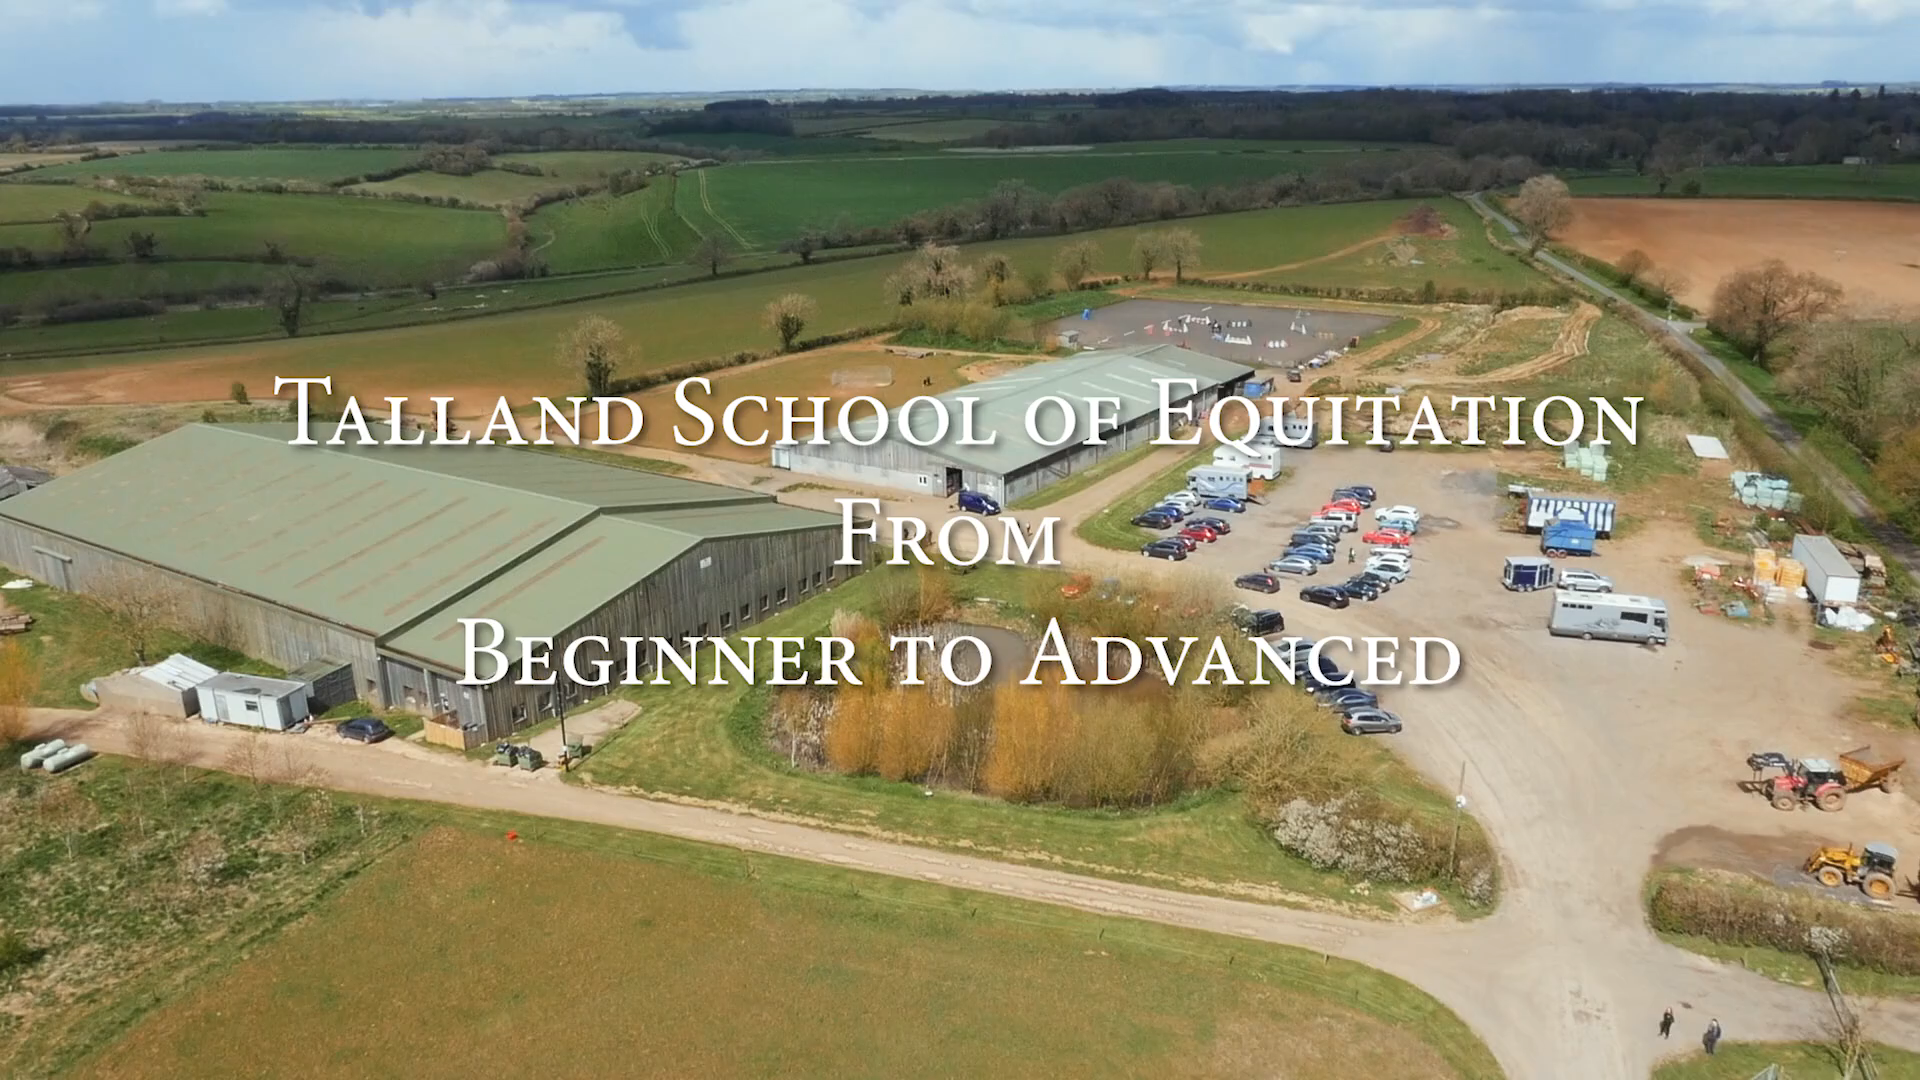 Talland School of Equitation
From
Beginner to Advanced